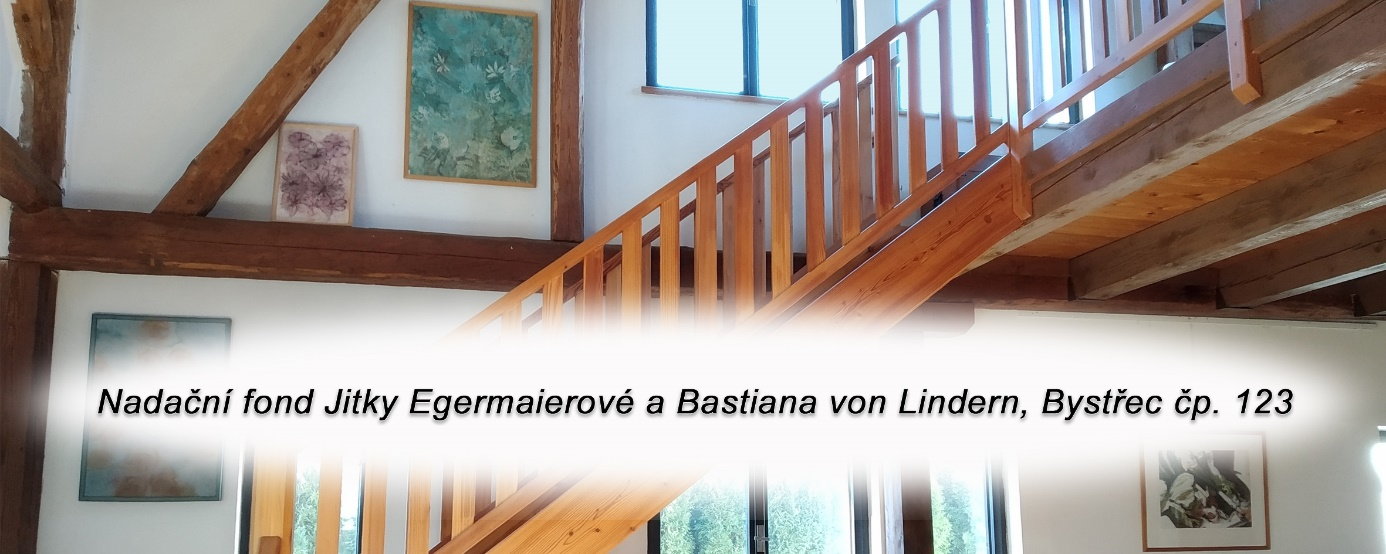 Nadační fond Jitky Egermaierové a Bastiana von Lindern, Bystřec čp. 123